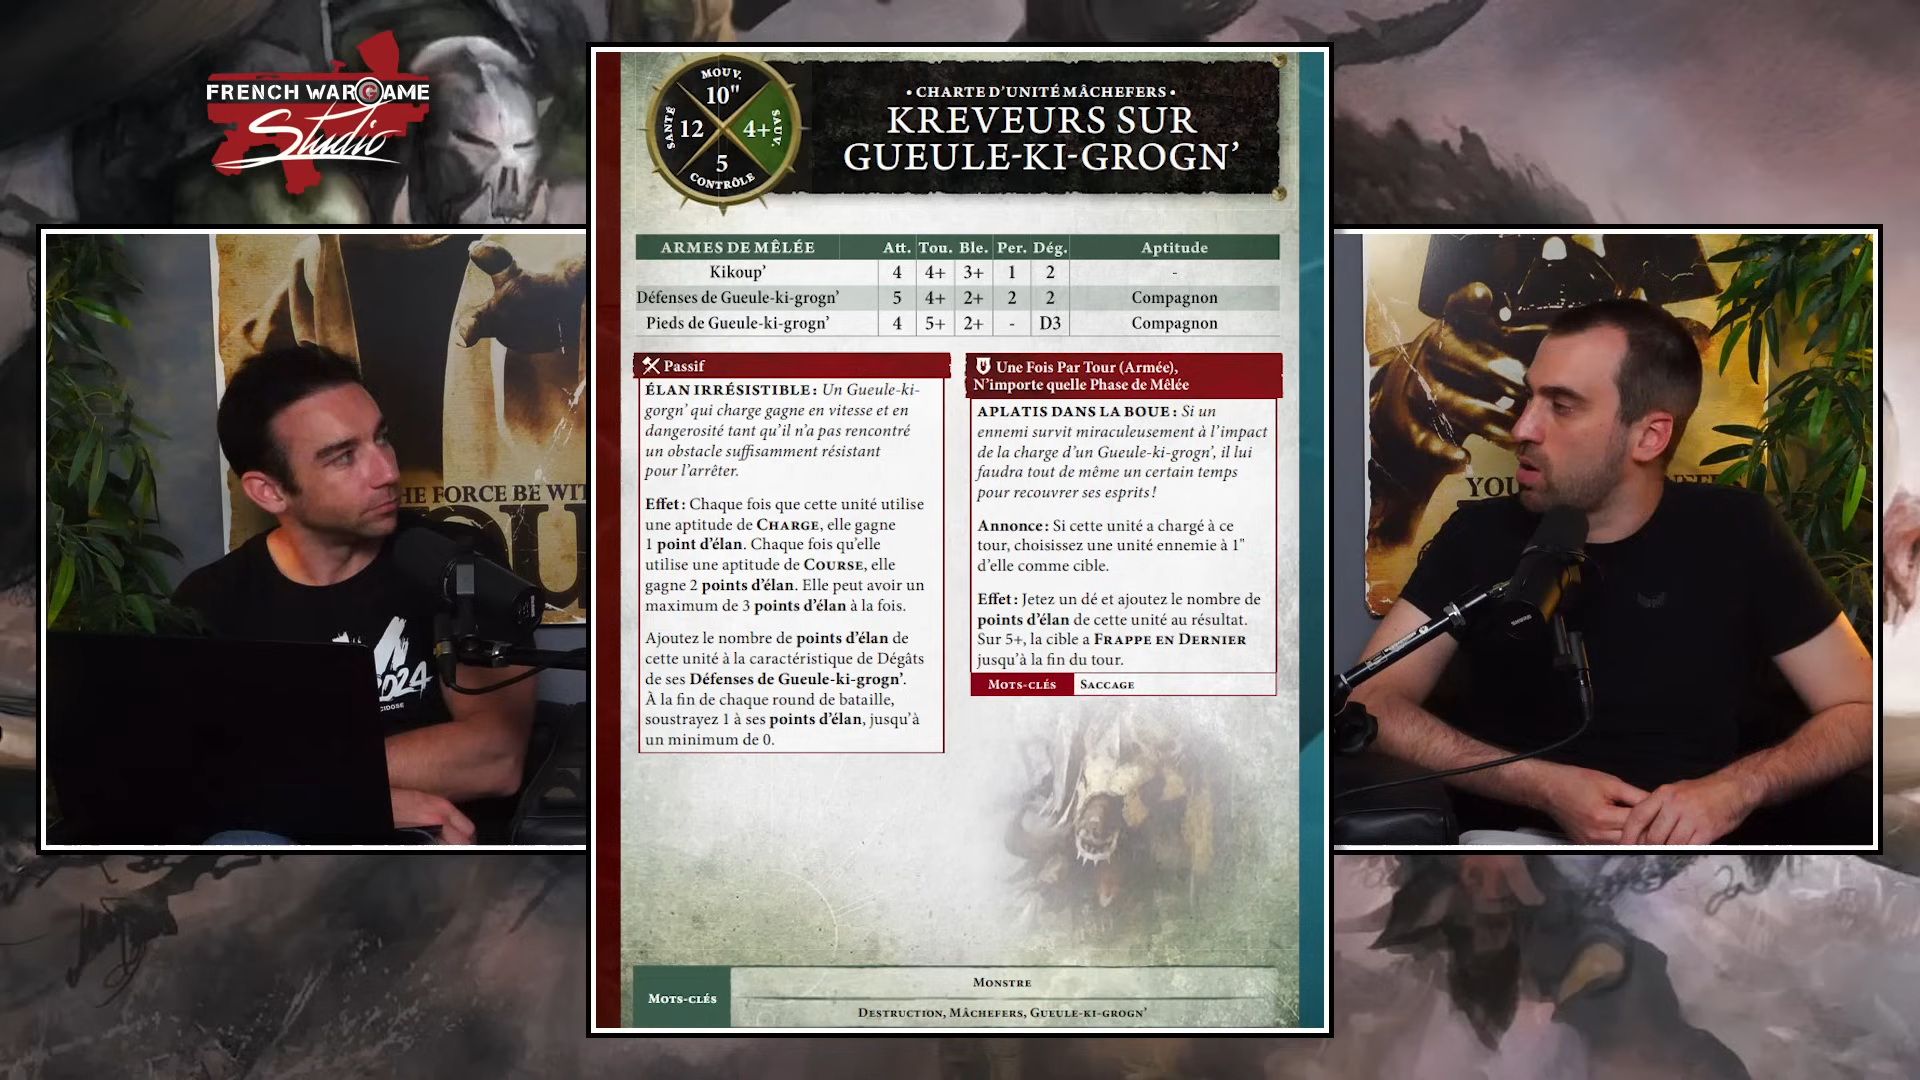 FRENCH WARGAME
Studio
HE FORCE BE WIT
YOU
2024
CIDOSE
MOUV.
10"
SANTÉ
12
4+
SAUV.
5
CONTRÔLE
• CHARTE D'UNITÉ MÂCHEFERS •
KREVEURS SUR
GUEULE-KI-GROGN'
ARMES DE MÊLÉE Att. Tou. Ble. Per. Dég. Aptitude
Kikoup' 4 4+ 3+ 1 2 -
Défenses de Gueule-ki-grogn' 5 4+ 2+ 2 2 Compagnon
Pieds de Gueule-ki-grogn' 4 5+ 2+ - D3 Compagnon
Passif
ÉLAN IRRÉSISTIBLE : Un Gueule-ki-
gorgn' qui charge gagne en vitesse et en
dangerosité tant qu'il n'a pas rencontré
un obstacle suffisamment résistant
pour l'arrêter.
Effet : Chaque fois que cette unité utilise
une aptitude de CHARGE, elle gagne
1 point d'élan. Chaque fois qu'elle
utilise une aptitude de COURSE, elle
gagne 2 points d'élan. Elle peut avoir un
maximum de 3 points d'élan à la fois.
Ajoutez le nombre de points d'élan de
cette unité à la caractéristique de Dégâts
de ses Défenses de Gueule-ki-grogn'.
À la fin de chaque round de bataille,
soustrayez 1 à ses points d'élan, jusqu'à
un minimum de 0.
Une Fois Par Tour (Armée),
N'importe quelle Phase de Mêlée
APLATIS DANS LA BOUE : Si un
ennemi survit miraculeusement à l'impact
de la charge d'un Gueule-ki-grogn', il lui
faudra tout de même un certain temps
pour recouvrer ses esprits !
Annonce : Si cette unité a chargé à ce
tour, choisissez une unité ennemie à 1"
d'elle comme cible.
Effet : Jetez un dé et ajoutez le nombre de
points d'élan de cette unité au résultat.
Sur 5+, la cible a FRAPPE EN DERNIER
jusqu'à la fin du tour.
MOTS-CLÉS SACCAGE
MOTS-CLÉS
MONSTRE
DESTRUCTION, MÂCHEFERS, GUEULE-KI-GROGN'
YOU